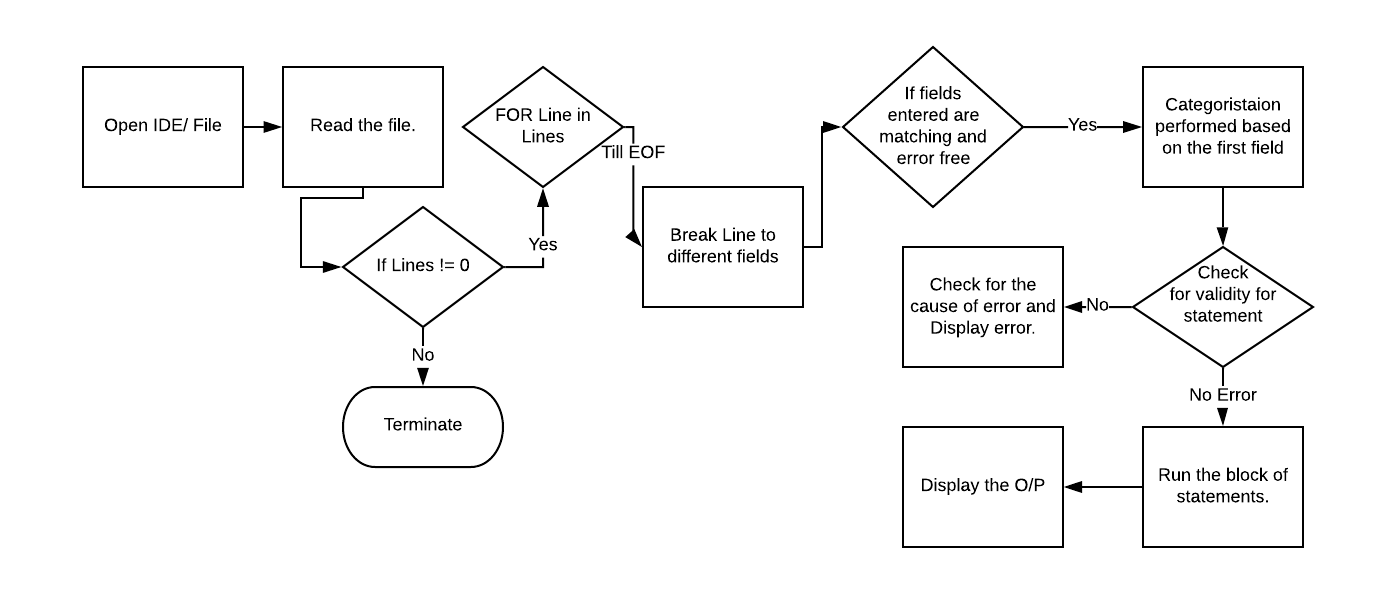 Open IDE/ File
Read the file.
FOR Line in
Lines
Till EOF
If Lines != 0
Yes
No
Terminate
Break Line to
different fields
If fields
entered are
matching and
error free
Yes
Categoristaion
performed based
on the first field
Check
for validity for
statement
No
Check for the
cause of error and
Display error.
No Error
Run the block of
statements.
Display the O/P